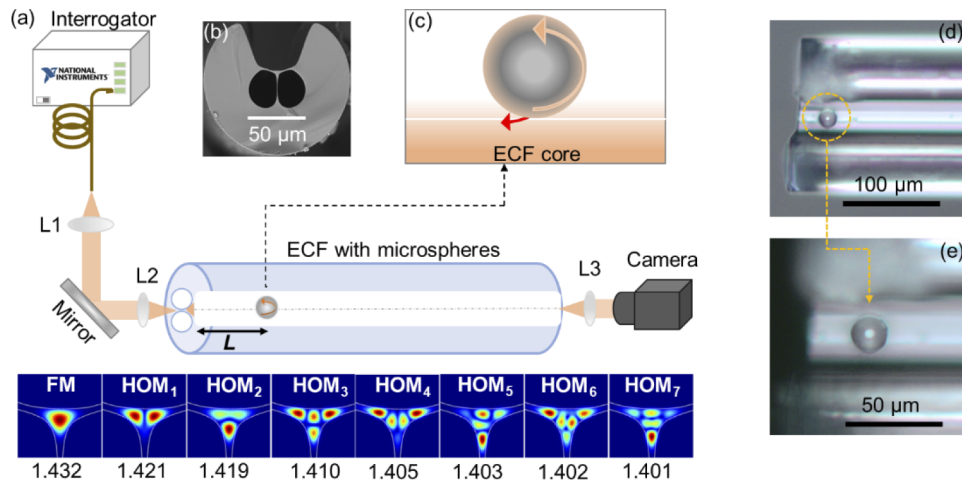 (a)
Interrogator
NATIONAL
INSTRUMENTS
(b)
50 μm
(c)
ECF core
(d)
100 μm
(e)
50 μm
L1
Mirror
L2
ECF with microspheres
L
L3
Camera
FM HOM₁ HOM₂ HOM₃ HOM₄ HOM₅ HOM₆ HOM₇
1.432 1.421 1.419 1.410 1.405 1.403 1.402 1.401